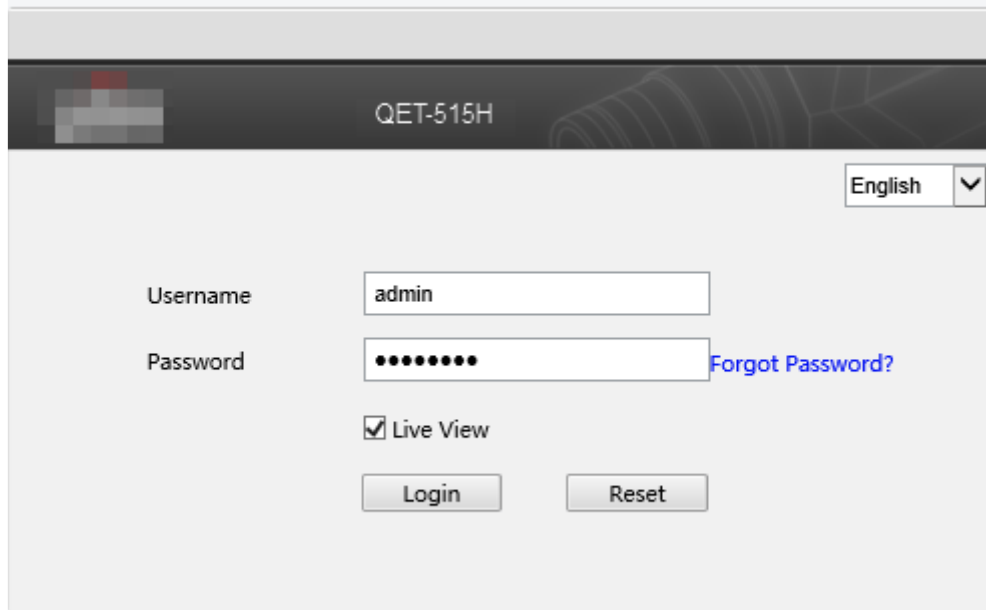 QET-515H
English
Username admin
Password ●●●●●●●● Forgot Password?
Live View
Login Reset